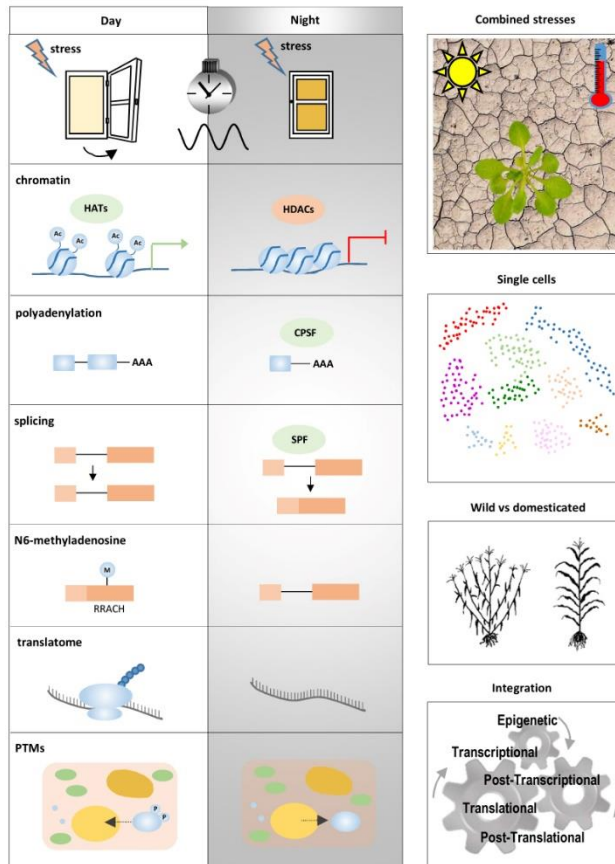 Day
Night
stress
stress
chromatin
HATs
Ac
Ac
Ac
Ac
HDACs
polyadenylation
AAA
CPSF
AAA
splicing
SPF
N6-methyladenosine
M
RRACH
translatome
PTMs
P
P
Combined stresses
Single cells
Wild vs domesticated
Integration
Epigenetic
Transcriptional
Post-Transcriptional
Translational
Post-Translational